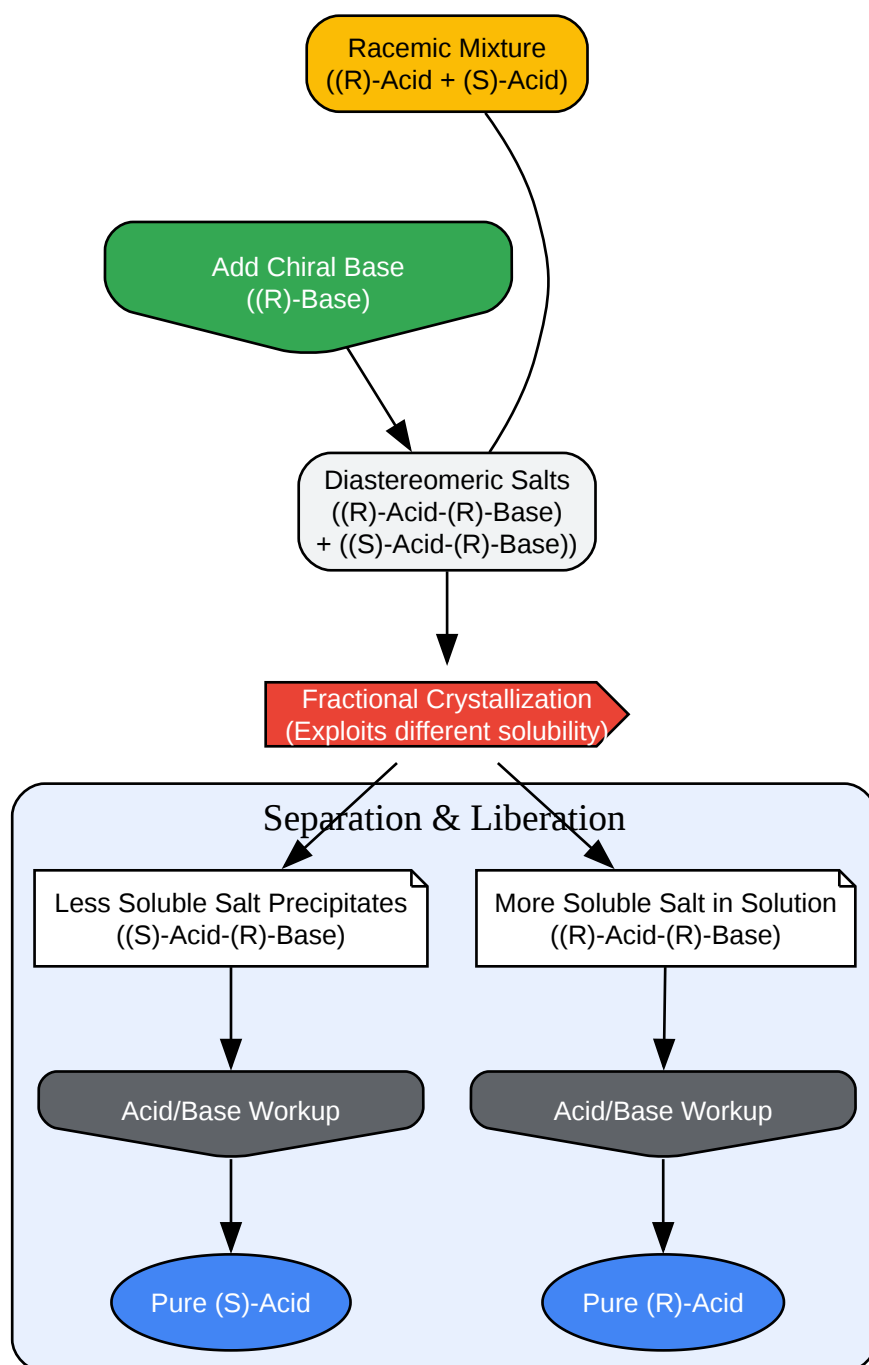 Racemic Mixture
((R)-Acid + (S)-Acid)
Add Chiral Base
((R)-Base)
Diastereomeric Salts
((R)-Acid-(R)-Base)
+ ((S)-Acid-(R)-Base))
Fractional Crystallization
(Exploits different solubility)
Separation & Liberation
Less Soluble Salt Precipitates
((S)-Acid-(R)-Base)
More Soluble Salt in Solution
((R)-Acid-(R)-Base)
Acid/Base Workup
Acid/Base Workup
Pure (S)-Acid
Pure (R)-Acid